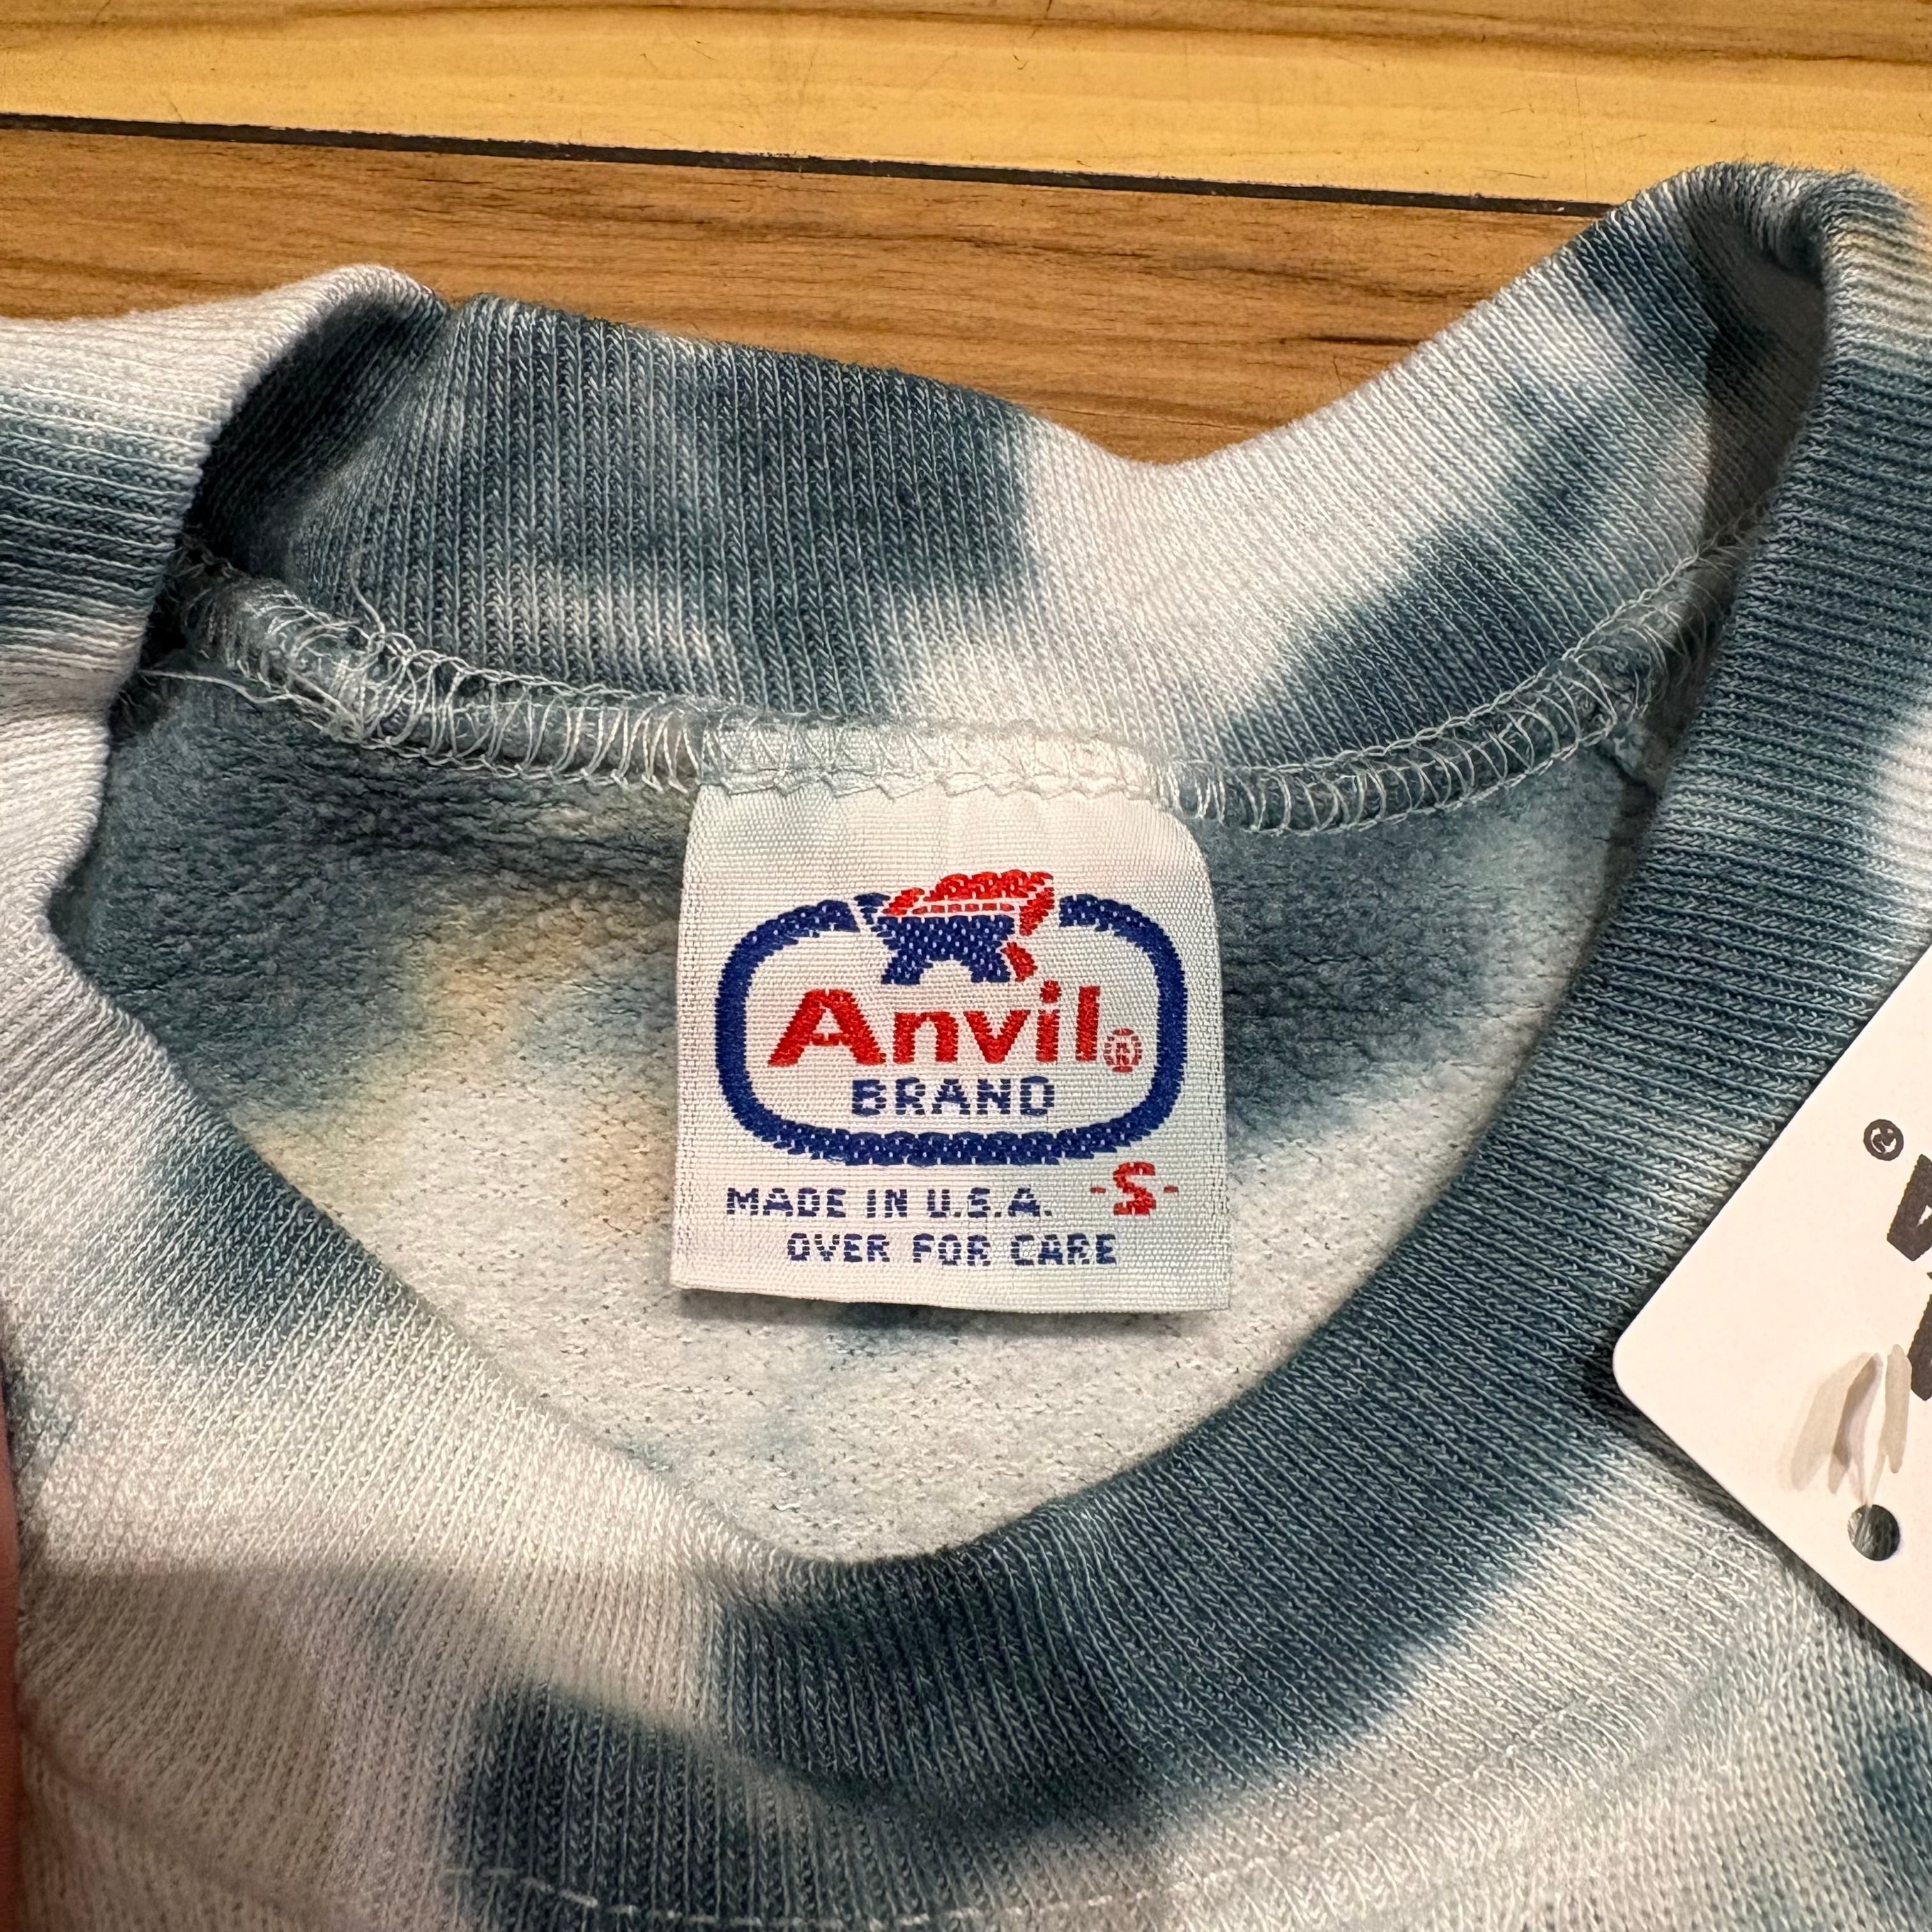 Anvil®
BRAND
MADE IN U.S.A. -S-
OVER FOR CARE
®